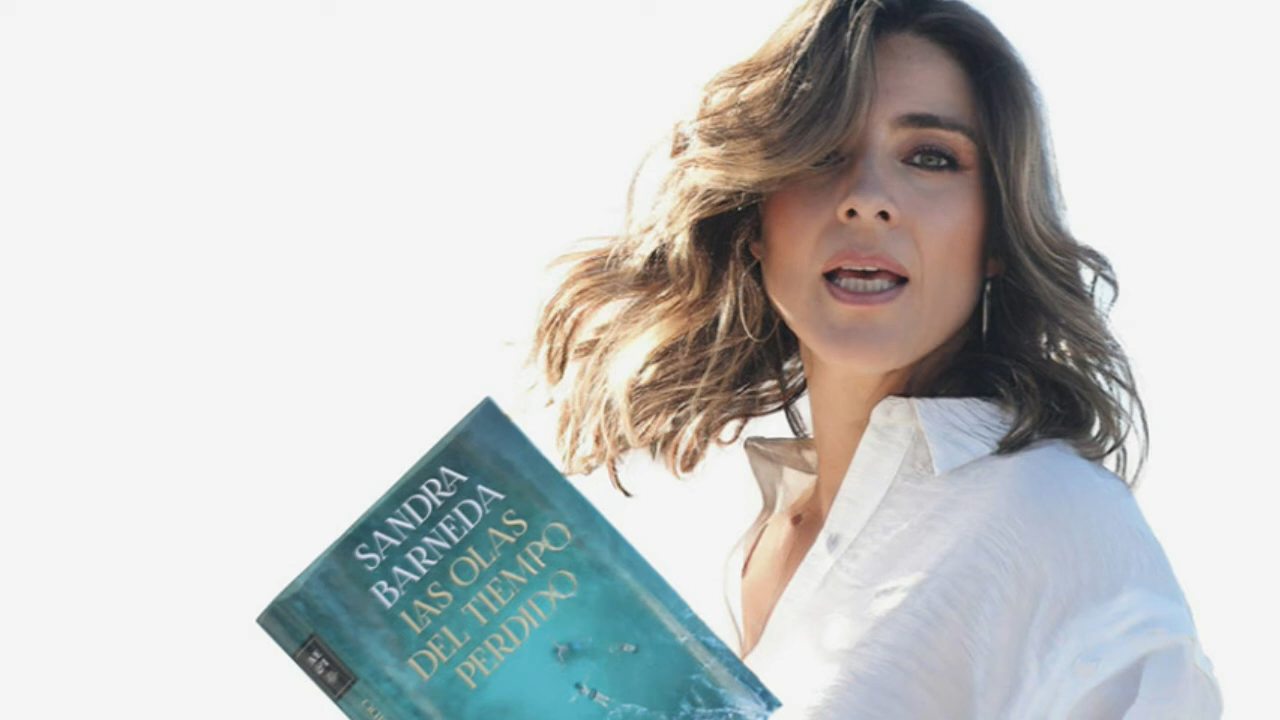 SANDRA
BARNEDA
LAS OLAS
DEL TIEMPO
PERDIDO